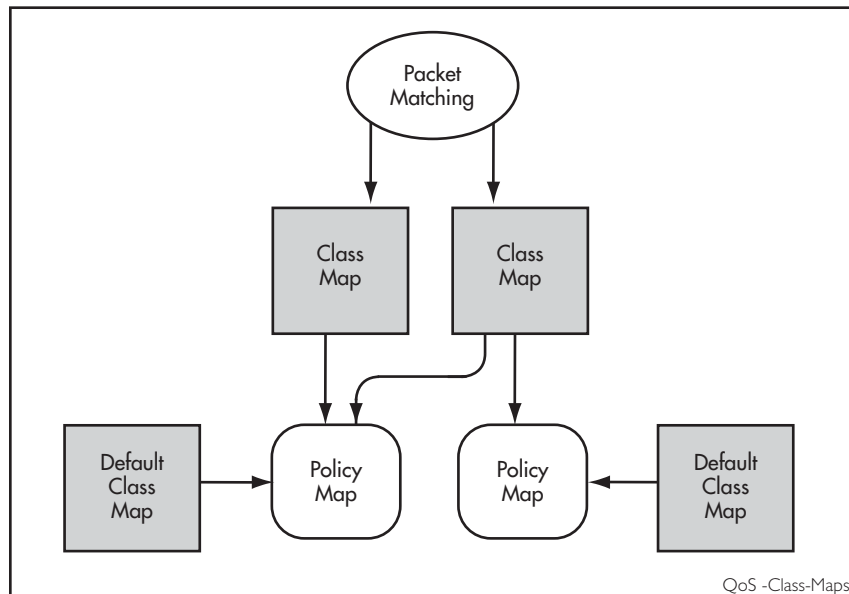 Packet
Matching
Class
Map
Class
Map
Default
Class
Map
Policy
Map
Policy
Map
Default
Class
Map
QoS -Class-Maps